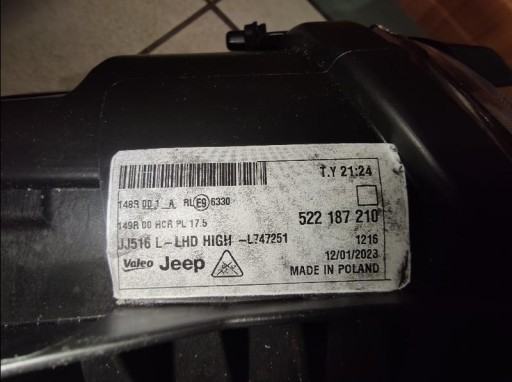 T.Y 21:24
148R 00 1 A RL E9 6330
149R 00 HCR PL 17.5
522 187 210
JJ516 L-LHD HIGH -L747251
1216
12/01/2023
Valeo Jeep
MADE IN POLAND